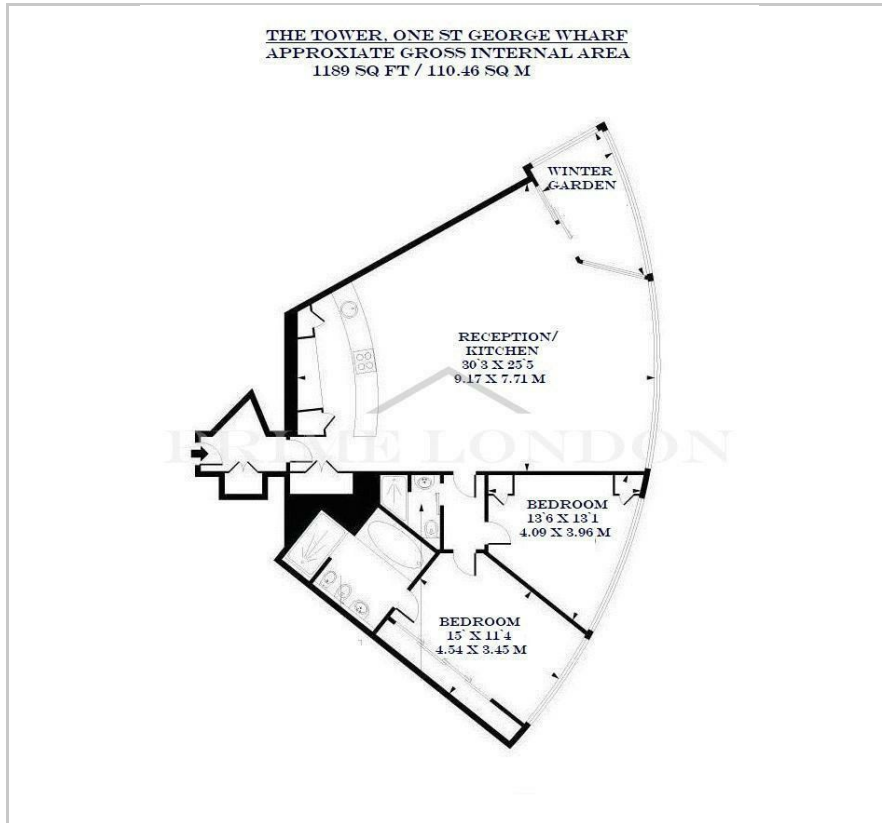 THE TOWER, ONE ST GEORGE WHARF
APPROXIATE GROSS INTERNAL AREA
1189 SQ FT / 110.46 SQ M
WINTER
GARDEN
RECEPTION/
KITCHEN
30'3 X 25'5
9.17 X 7.71 M
PRIME LONDON
BEDROOM
13'6 X 13'1
4.09 X 3.96 M
BEDROOM
15' X 11'4
4.54 X 3.45 M